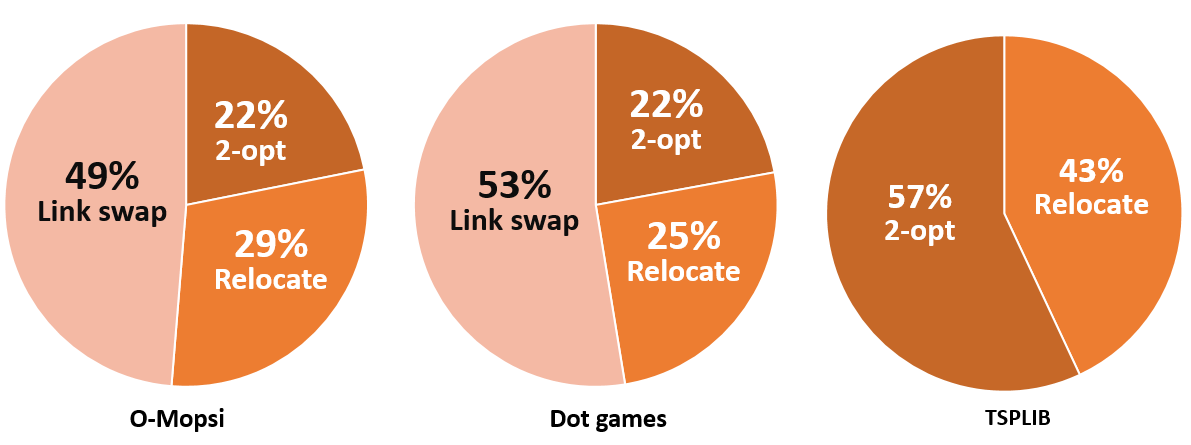 49%
Link swap
22%
2-opt
29%
Relocate
O-Mopsi
53%
Link swap
22%
2-opt
25%
Relocate
Dot games
57%
2-opt
43%
Relocate
TSPLIB